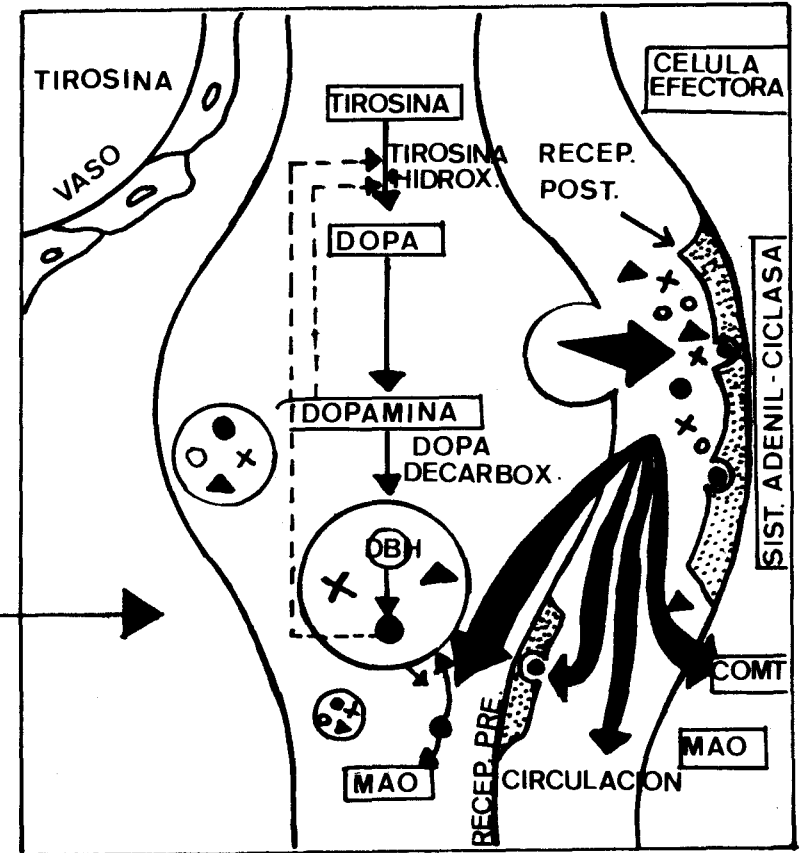 TIROSINA
VASO
TIROSINA
TIROSINA
HIDROX.
DOPA
DOPAMINA
DOPA
DECARBOX.
DBH
MAO
RECEP. PRE.
CIRCULACION
RECEP.
POST.
CELULA
EFECTORA
SIST. ADENIL-CICLASA
COMT
MAO